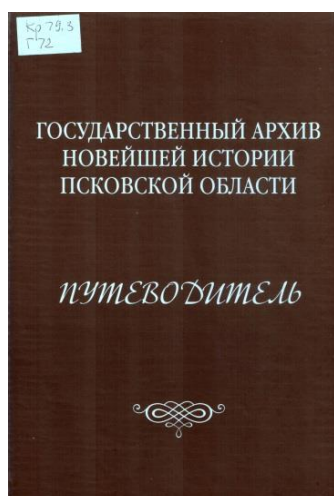 Кр 79.3
Г72
ГОСУДАРСТВЕННЫЙ АРХИВ
НОВЕЙШЕЙ ИСТОРИИ
ПСКОВСКОЙ ОБЛАСТИ
ПУТЕВОДИТЕЛЬ